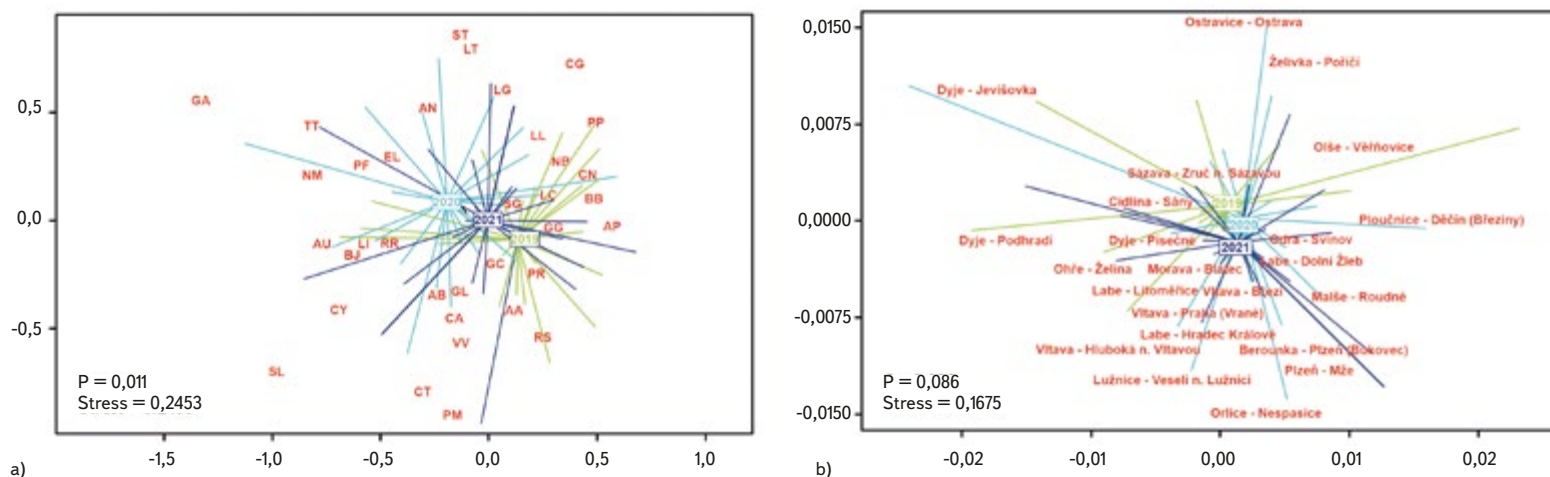 ST
LT
CG
GA
LG
AN
TT
PP
LL
EL
PF
NB
NM
CN
LC
BB
2020
SG
2021
AP
GG
AU
LI
RR
2019
BJ
GC
PR
AB
GL
CY
CA
AA
RS
VV
SL
CT
PM
P = 0,011
Stress = 0,2453
0,5
0,0
-0,5
-1,5
-1,0
-0,5
0,0
0,5
1,0
a)
Ostravice - Ostrava
Želivka - Poříčí
Dyje - Jevišovka
Olše - Věřňovice
Sázava - Zruč n. Sázavou
Cidlina - Sány
2019
2020
Ploučnice - Děčín (Březiny)
Dyje - Podhradí
Dyje - Písečné
Odra - Svinov
2021
Labe - Dolní Žleb
Ohře - Želina
Morava - Blatec
Labe - Litoměřice
Vltava - Březí
Malše - Roudné
Vltava - Praha (Vrané)
Labe - Hradec Králové
Vltava - Hluboká n. Vltavou
Berounka - Plzeň (Bukovec)
Plzeň - Mže
Lužnice - Veselí n. Lužnicí
Orlice - Nespasice
P = 0,086
Stress = 0,1675
0,0150
0,0075
0,0000
-0,0075
-0,0150
-0,02
-0,01
0,00
0,01
0,02
b)